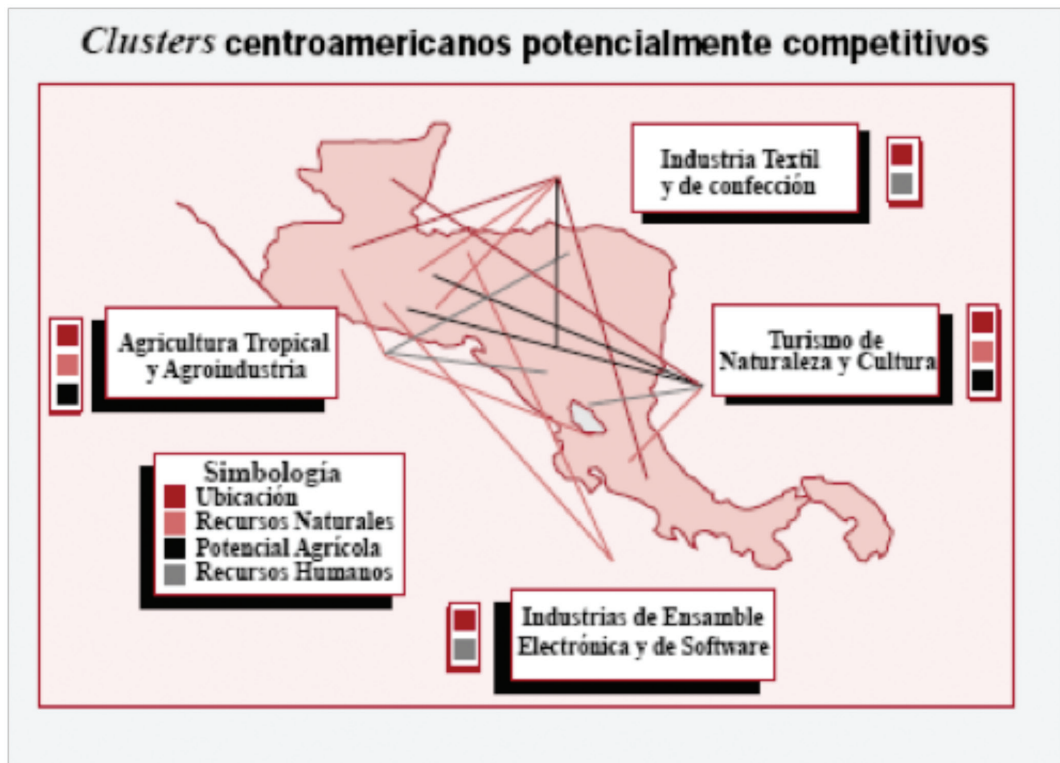 Clusters centroamericanos potencialmente competitivos
Industria Textil
y de confección
Agricultura Tropical
y Agroindustria
Turismo de
Naturaleza y Cultura
Simbología
Ubicación
Recursos Naturales
Potencial Agrícola
Recursos Humanos
Industrias de Ensamble
Electrónica y de Software